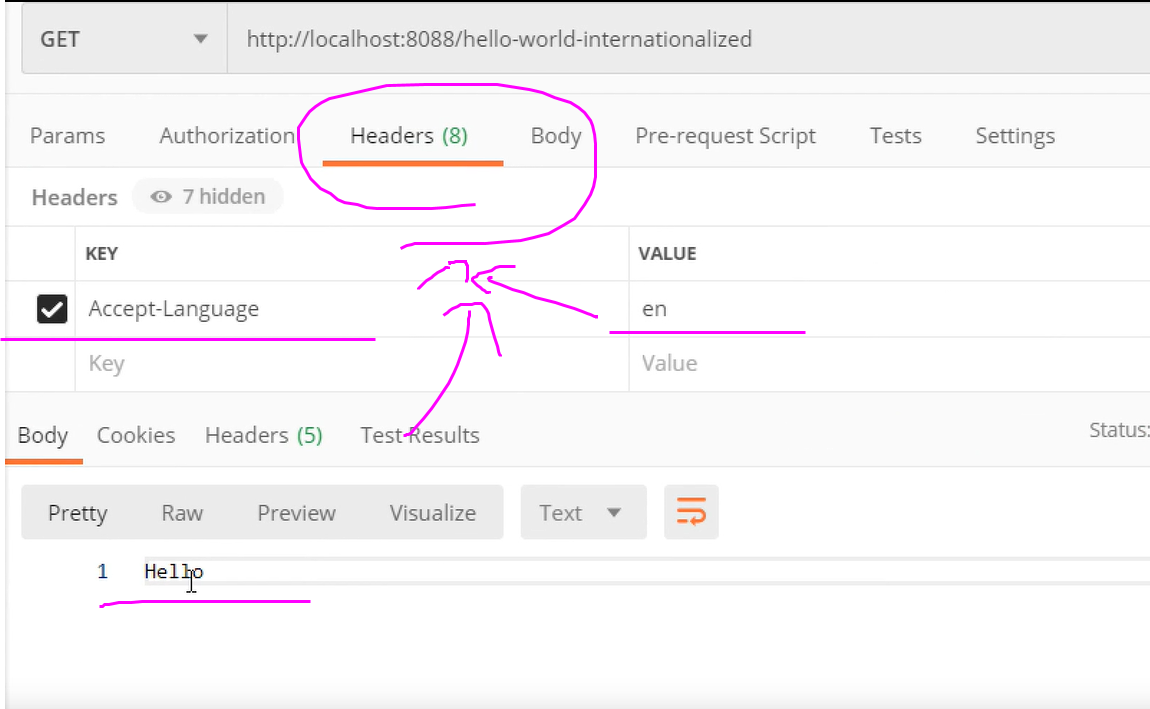 GET http://localhost:8088/hello-world-internationalized
Params Authorization Headers (8) Body Pre-request Script Tests Settings
Headers 7 hidden
KEY VALUE
Accept-Language en
Key Value
Body Cookies Headers (5) Test Results Status:
Pretty Raw Preview Visualize Text
1 Hello